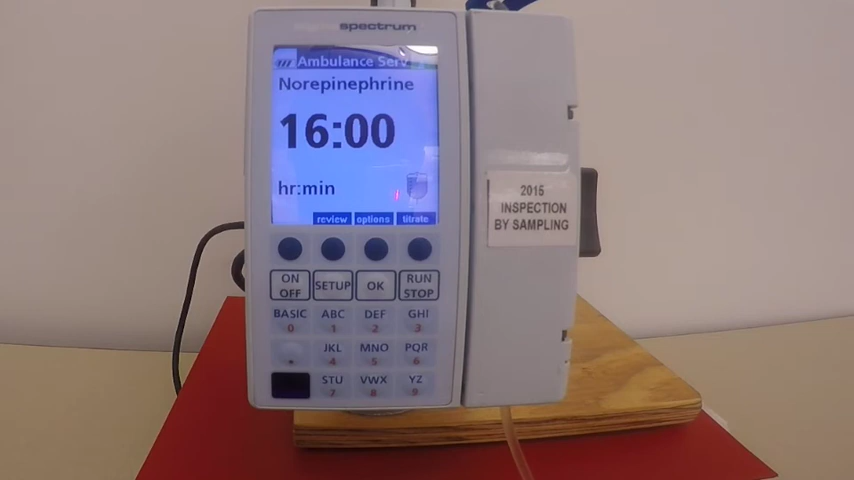 spectrum
Ambulance Serv
Norepinephrine
16:00
hr:min
review options titrate
ON OFF
SETUP
OK
RUN STOP
BASIC ABC DEF GHI
0 1 2 3
JKL MNO PQR
. 4 5 6
STU VWX YZ
7 8 9
2015
INSPECTION
BY SAMPLING